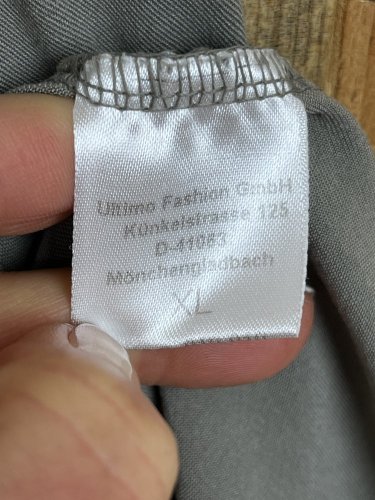 Ultimo Fashion GmbH
Künkelstrasse 125
D-41063
Mönchengladbach
XL